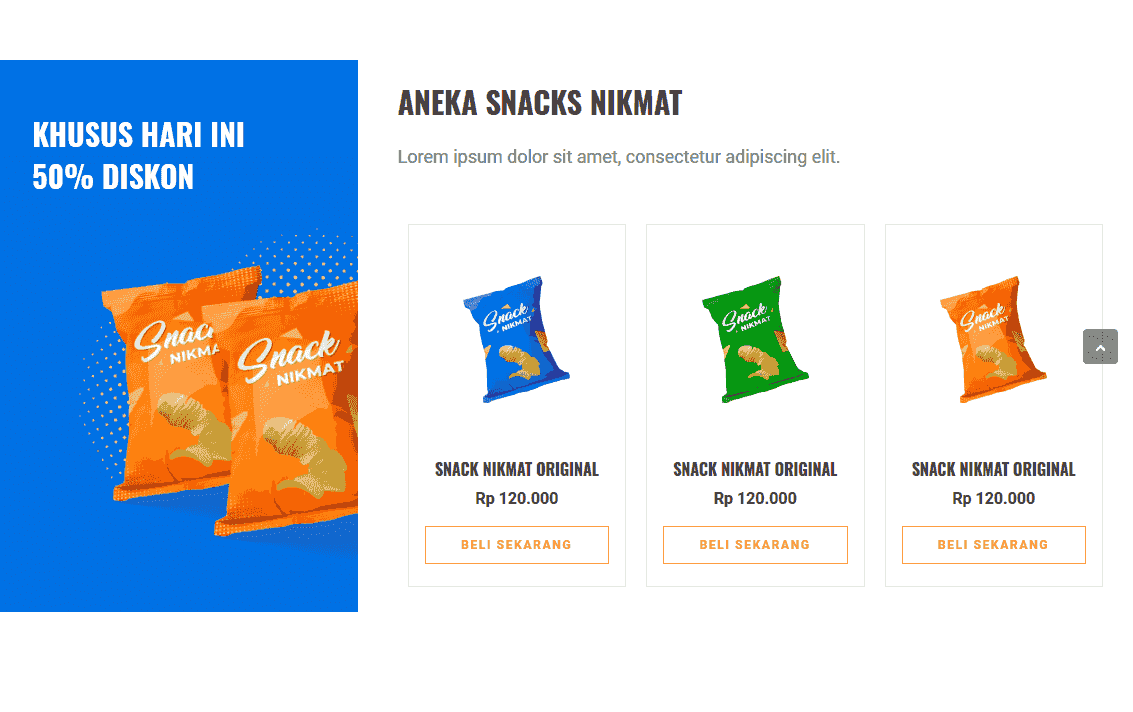 KHUSUS HARI INI
50% DISKON
Snack
NIKMA
Snack
NIKMAT
ANEKA SNACKS NIKMAT
Lorem ipsum dolor sit amet, consectetur adipiscing elit.
Snack
NIKMAT
SNACK NIKMAT ORIGINAL
Rp 120.000
BELI SEKARANG
Snack
NIKMAT
SNACK NIKMAT ORIGINAL
Rp 120.000
BELI SEKARANG
Snack
NIKMAT
SNACK NIKMAT ORIGINAL
Rp 120.000
BELI SEKARANG